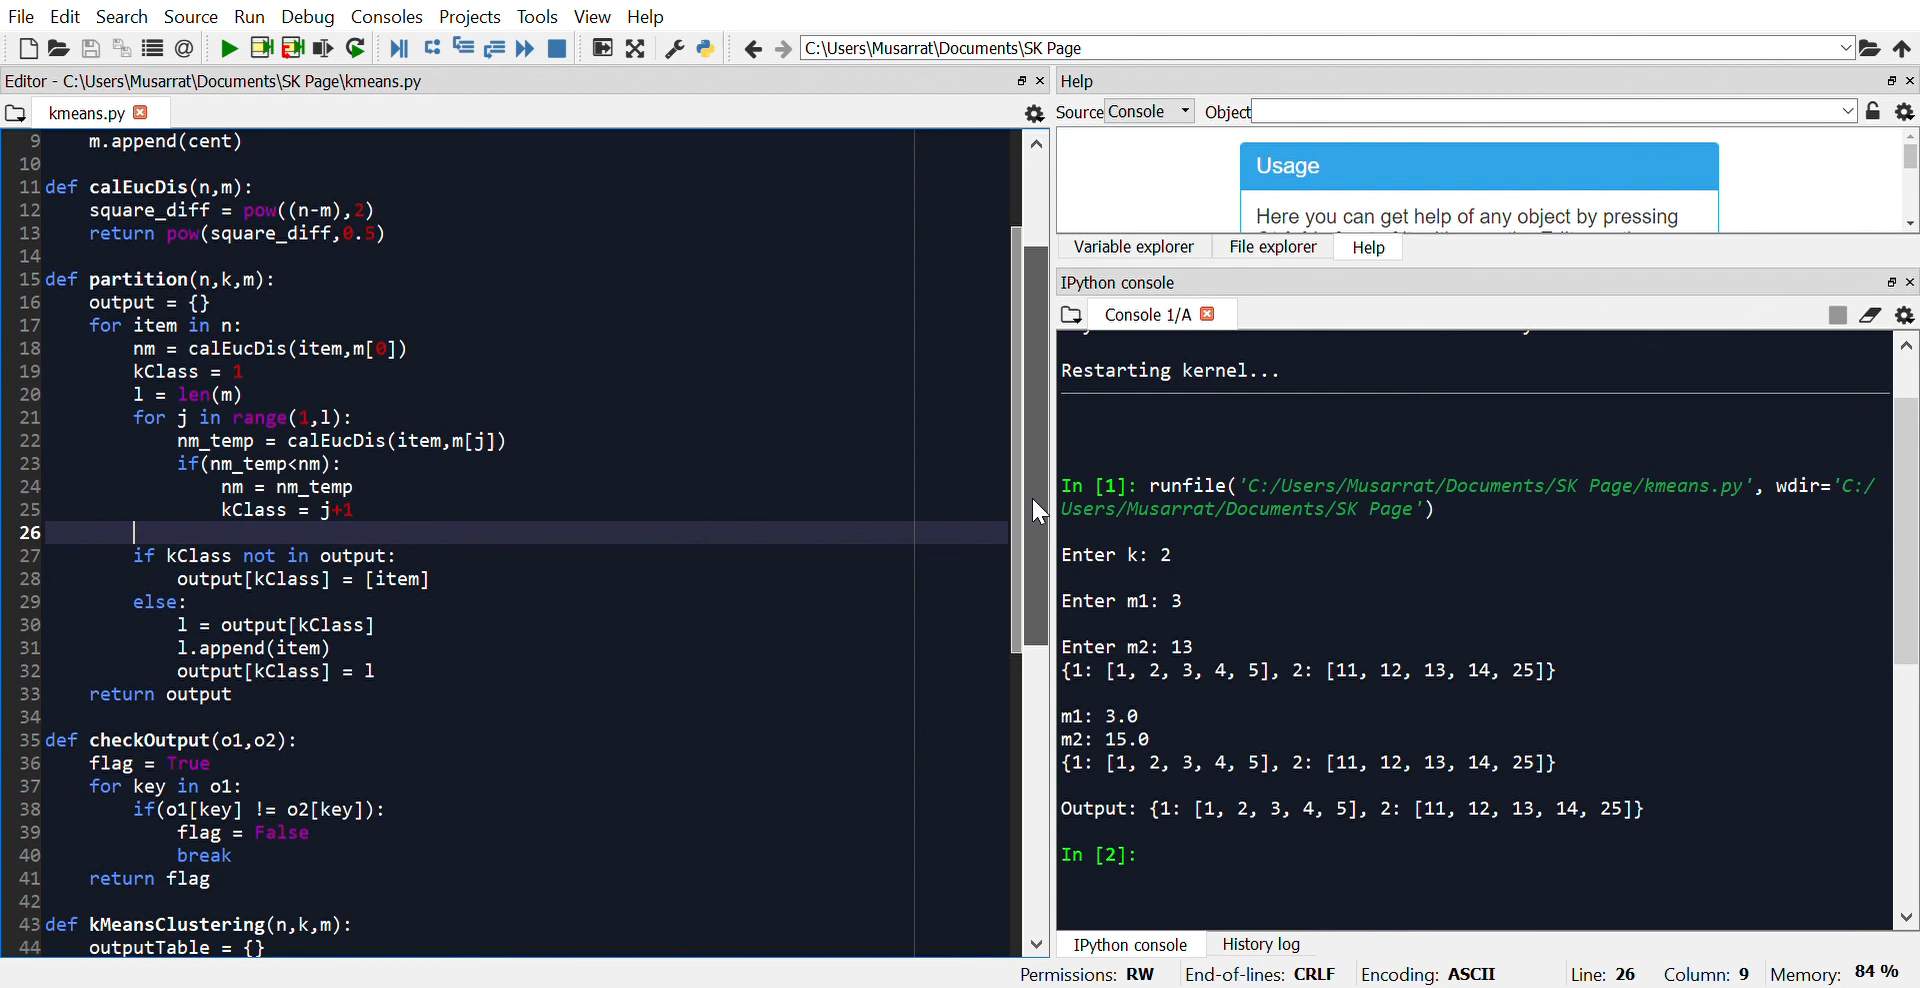 File Edit Search Source Run Debug Consoles Projects Tools View Help
C:\Users\Musarrat\Documents\SK Page
Editor - C:\Users\Musarrat\Documents\SK Page\kmeans.py
kmeans.py
9 m.append(cent)
10
11 def calEucDis(n,m):
12 square_diff = pow((n-m),2)
13 return pow(square_diff,0.5)
14
15 def partition(n,k,m):
16 output = {}
17 for item in n:
18 nm = calEucDis(item,m[0])
19 kClass = 1
20 l = len(m)
21 for j in range(1,l):
22 nm_temp = calEucDis(item,m[j])
23 if(nm_temp<nm):
24 nm = nm_temp
25 kClass = j+1
26
27 if kClass not in output:
28 output[kClass] = [item]
29 else:
30 l = output[kClass]
31 l.append(item)
32 output[kClass] = l
33 return output
34
35 def checkOutput(o1,o2):
36 flag = True
37 for key in o1:
38 if(o1[key] != o2[key]):
39 flag = False
40 break
41 return flag
42
43 def kMeansClustering(n,k,m):
44 outputTable = {}
Help
Source Console Object
Usage
Here you can get help of any object by pressing
Variable explorer File explorer Help
IPython console
Console 1/A
Restarting kernel...
In [1]: runfile('C:/Users/Musarrat/Documents/SK Page/kmeans.py', wdir='C:/
Users/Musarrat/Documents/SK Page')
Enter k: 2
Enter m1: 3
Enter m2: 13
{1: [1, 2, 3, 4, 5], 2: [11, 12, 13, 14, 25]}
m1: 3.0
m2: 15.0
{1: [1, 2, 3, 4, 5], 2: [11, 12, 13, 14, 25]}
Output: {1: [1, 2, 3, 4, 5], 2: [11, 12, 13, 14, 25]}
In [2]:
IPython console History log
Permissions: RW End-of-lines: CRLF Encoding: ASCII Line: 26 Column: 9 Memory: 84 %